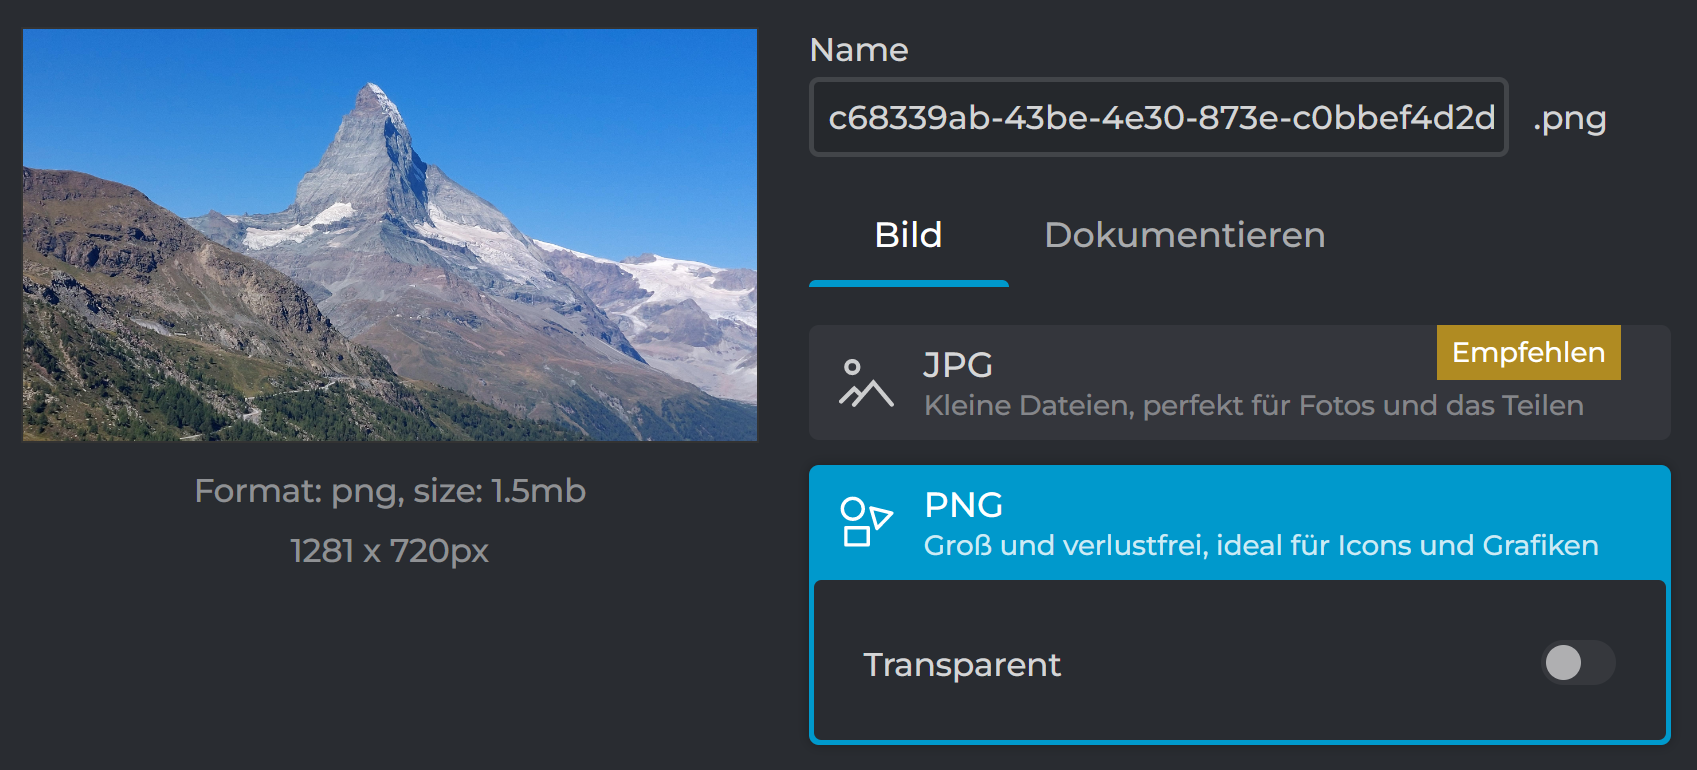 Name
c68339ab-43be-4e30-873e-c0bbef4d2d
.png
Bild
Dokumentieren
Empfehlen
JPG
Kleine Dateien, perfekt für Fotos und das Teilen
PNG
Groß und verlustfrei, ideal für Icons und Grafiken
Transparent
Format: png, size: 1.5mb
1281 x 720px